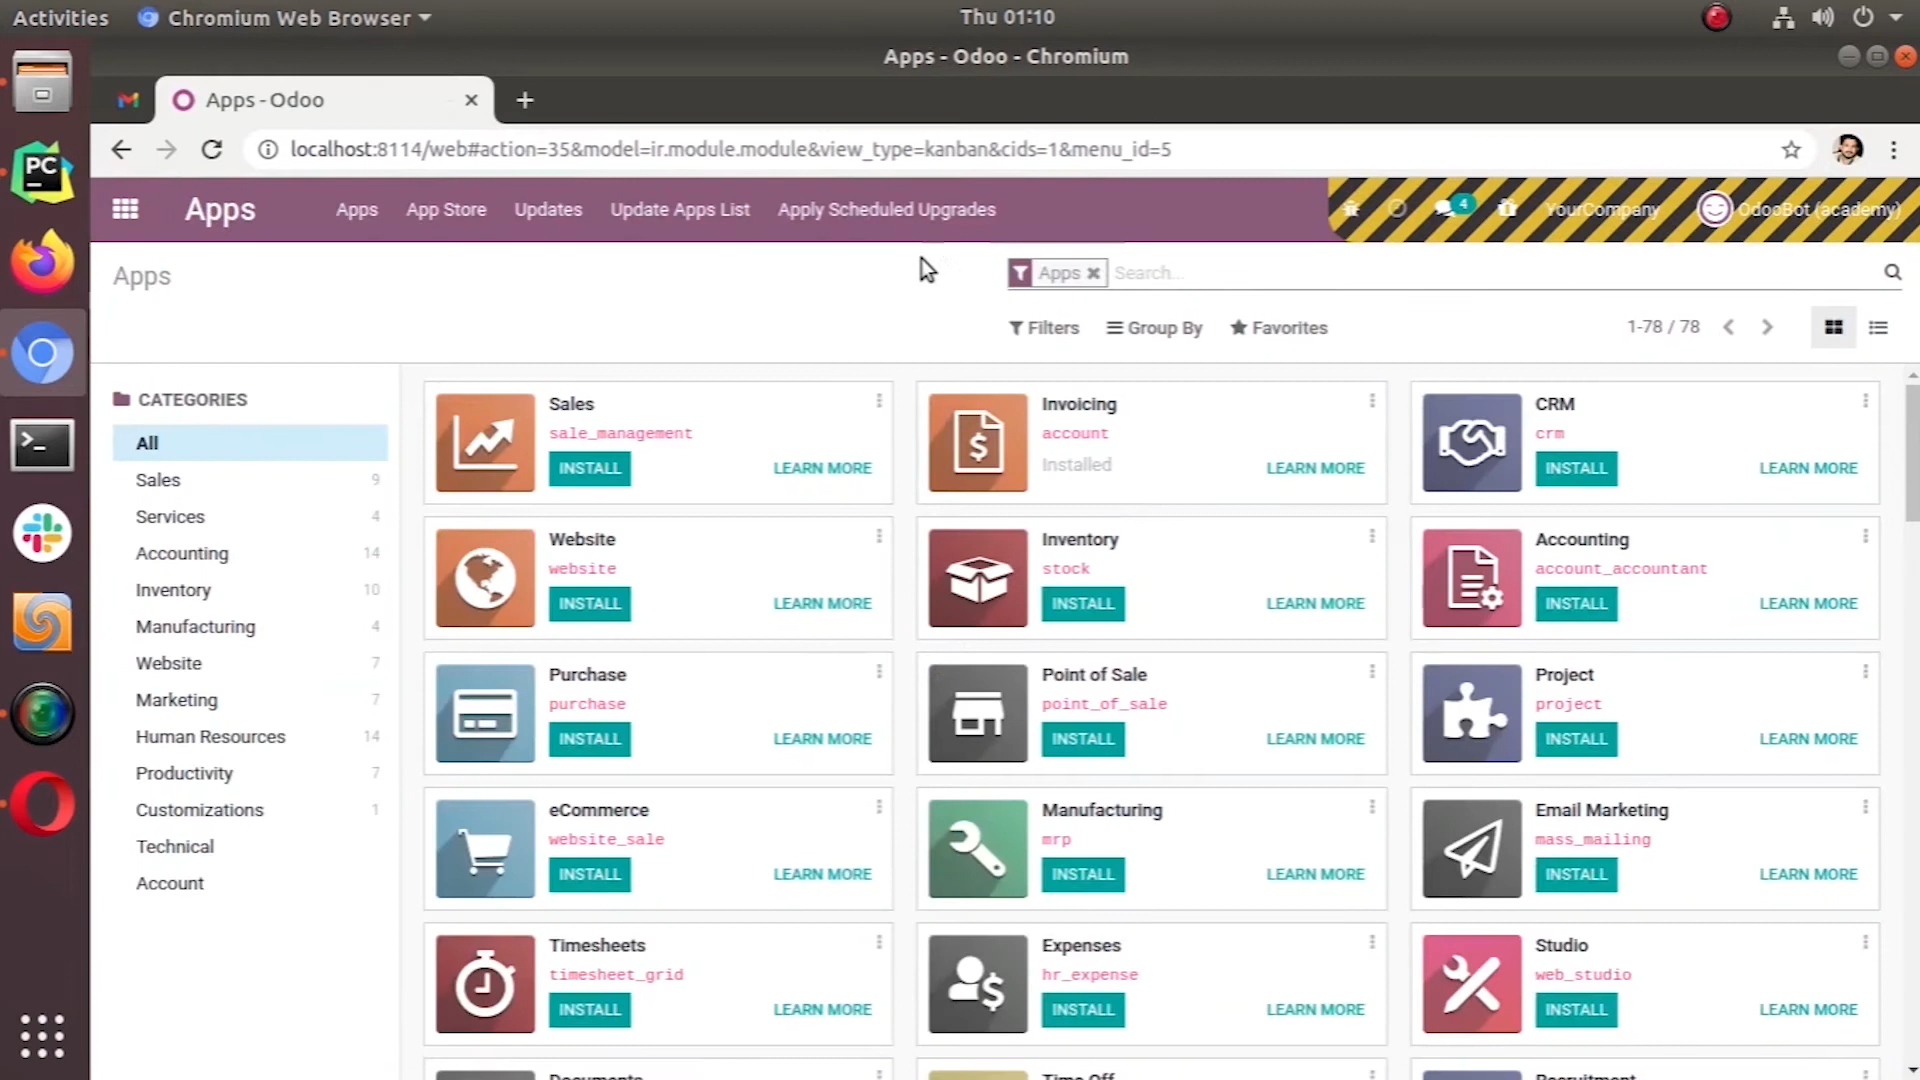 Activities Chromium Web Browser Thu 01:10
Apps - Odoo - Chromium
Apps - Odoo
localhost:8114/web#action=35&model=ir.module.module&view_type=kanban&cids=1&menu_id=5
Apps Apps App Store Updates Update Apps List Apply Scheduled Upgrades 4 YourCompany OdooBot (academy)
Apps
Apps Search...
Filters Group By Favorites 1-78 / 78
CATEGORIES
All
Sales 9
Services 4
Accounting 14
Inventory 10
Manufacturing 4
Website 7
Marketing 7
Human Resources 14
Productivity 7
Customizations 1
Technical
Account
Sales
sale_management
INSTALL LEARN MORE
Invoicing
account
Installed LEARN MORE
CRM
crm
INSTALL LEARN MORE
Website
website
INSTALL LEARN MORE
Inventory
stock
INSTALL LEARN MORE
Accounting
account_accountant
INSTALL LEARN MORE
Purchase
purchase
INSTALL LEARN MORE
Point of Sale
point_of_sale
INSTALL LEARN MORE
Project
project
INSTALL LEARN MORE
eCommerce
website_sale
INSTALL LEARN MORE
Manufacturing
mrp
INSTALL LEARN MORE
Email Marketing
mass_mailing
INSTALL LEARN MORE
Timesheets
timesheet_grid
INSTALL LEARN MORE
Expenses
hr_expense
INSTALL LEARN MORE
Studio
web_studio
INSTALL LEARN MORE
Documents
Time Off
Recruitment
PC